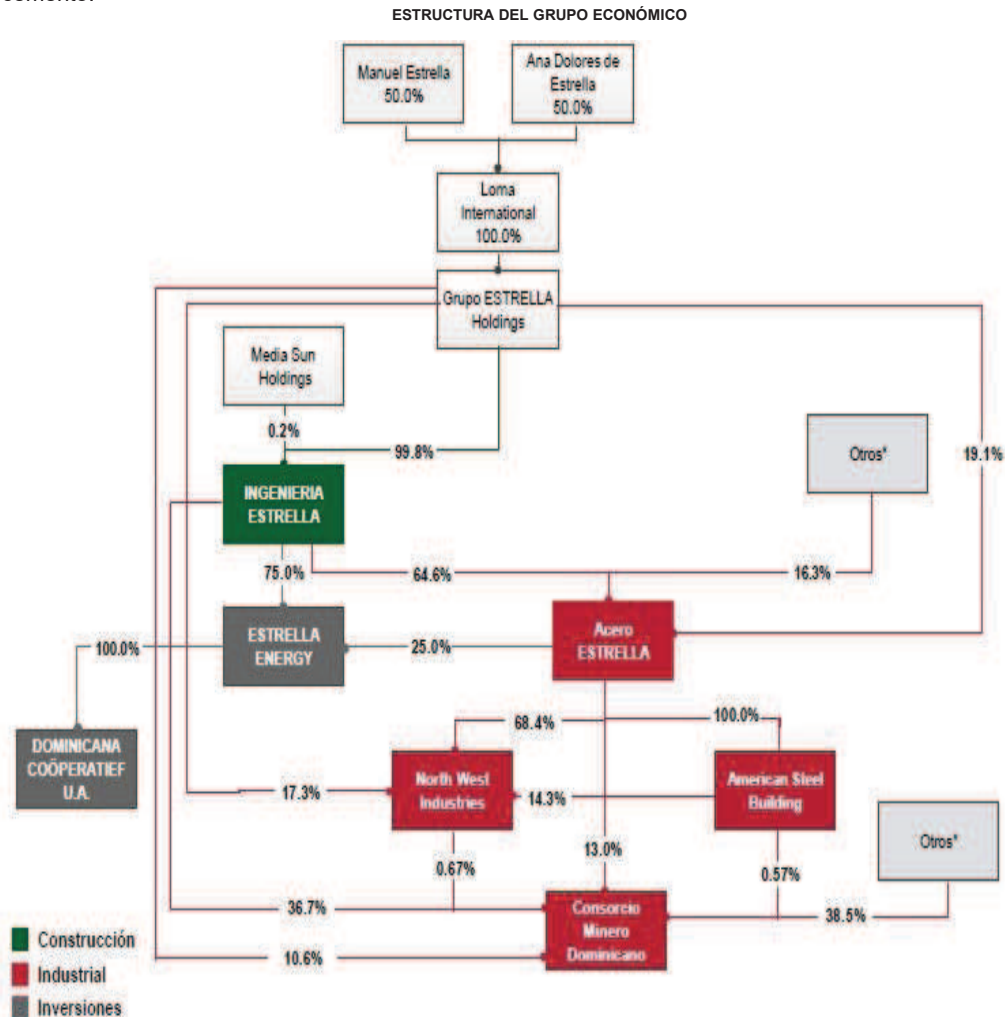 ESTRUCTURA DEL GRUPO ECONÓMICO
Manuel Estrella
50.0%
Ana Dolores de
Estrella
50.0%
Loma
International
100.0%
Grupo ESTRELLA
Holdings
Media Sun
Holdings
0.2%
99.8%
Otros*
19.1%
INGENIERIA
ESTRELLA
75.0%
64.6%
16.3%
ESTRELLA
ENERGY
Acero
ESTRELLA
100.0%
25.0%
68.4%
100.0%
DOMINICANA
COÖPERATIEF
U.A.
North West
Industries
American Steel
Building
17.3%
14.3%
13.0%
Otros*
0.67%
0.57%
36.7%
Consorcio
Minero
Dominicano
38.5%
10.6%
Construcción
Industrial
Inversiones